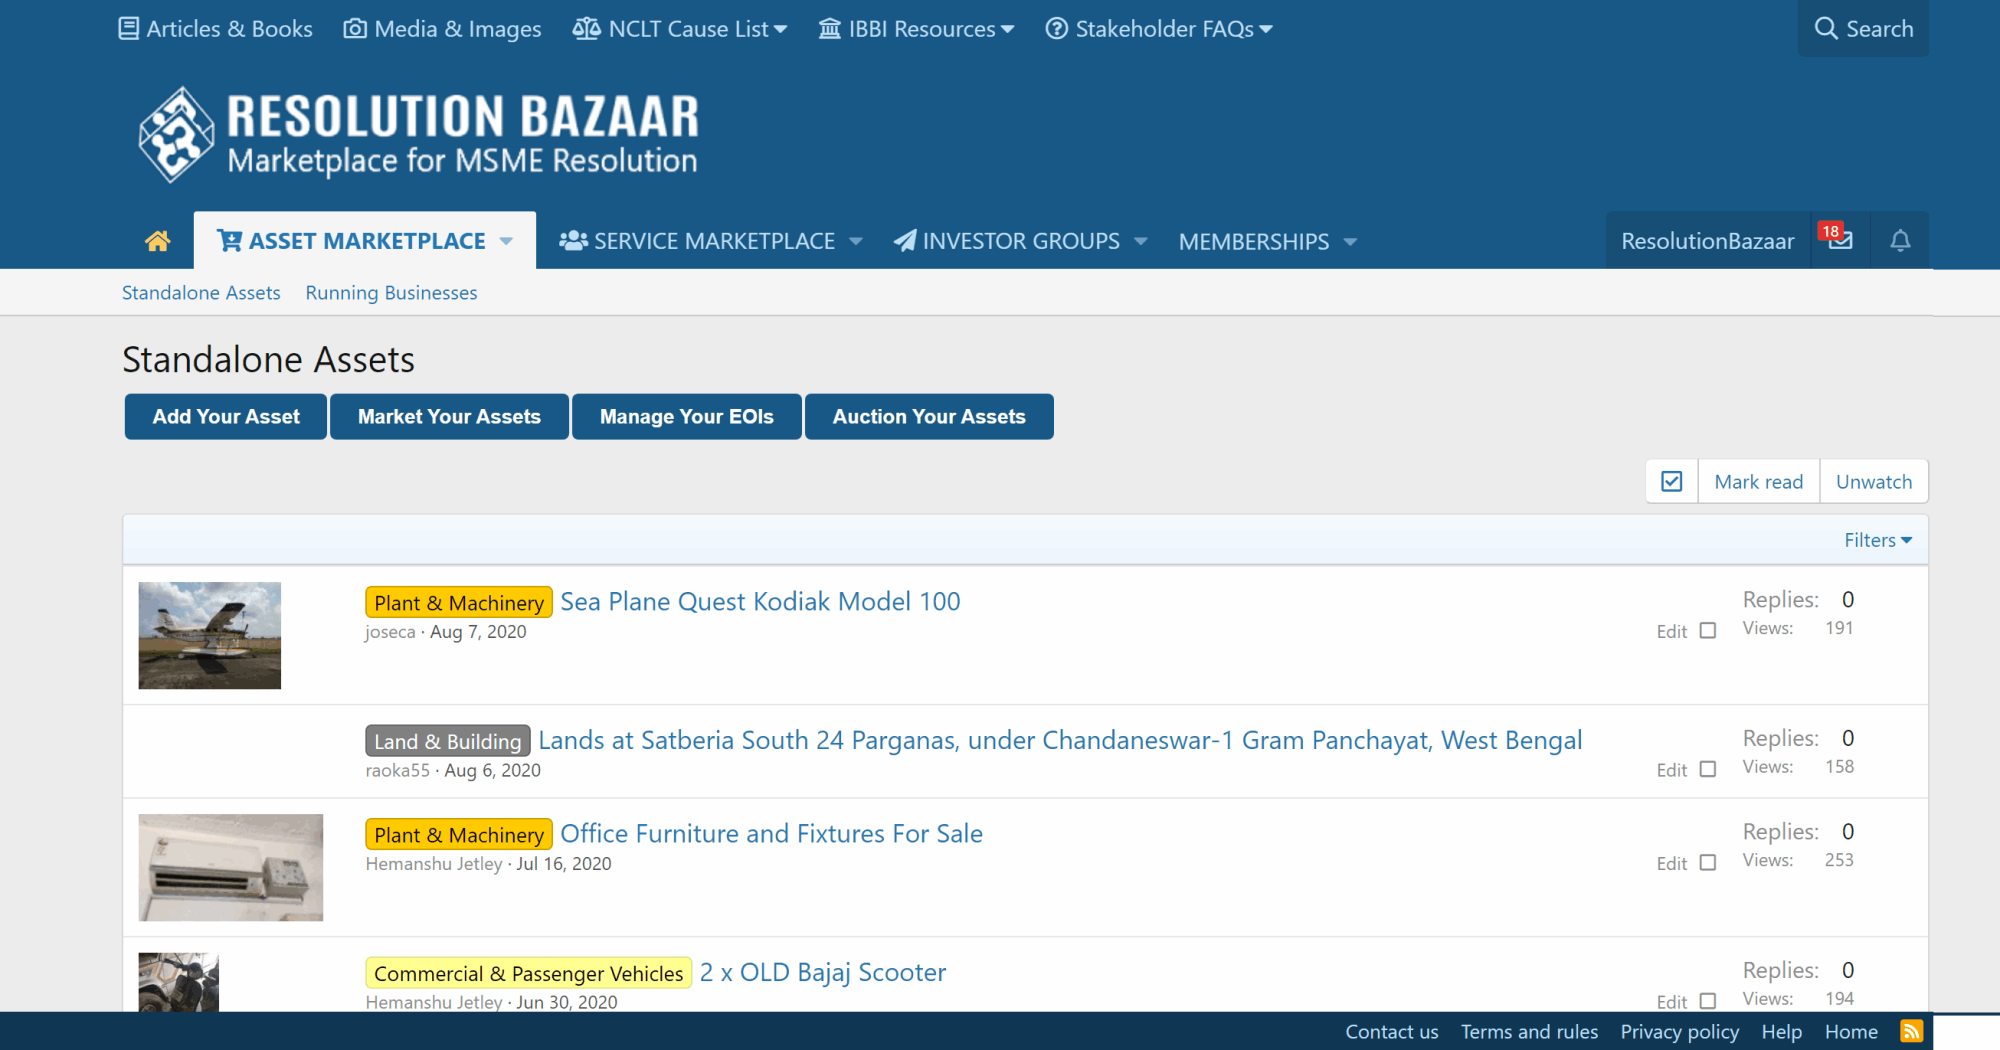 Articles & Books Media & Images NCLT Cause List IBBI Resources Stakeholder FAQs Search
RESOLUTION BAZAAR
Marketplace for MSME Resolution
ASSET MARKETPLACE SERVICE MARKETPLACE INVESTOR GROUPS MEMBERSHIPS ResolutionBazaar 18
Standalone Assets Running Businesses
Standalone Assets
Add Your Asset Market Your Assets Manage Your EOIs Auction Your Assets
Mark read Unwatch
Filters
Plant & Machinery Sea Plane Quest Kodiak Model 100 Replies: 0
joseca · Aug 7, 2020 Edit Views: 191
Land & Building Lands at Satberia South 24 Parganas, under Chandaneswar-1 Gram Panchayat, West Bengal Replies: 0
raoka55 · Aug 6, 2020 Edit Views: 158
Plant & Machinery Office Furniture and Fixtures For Sale Replies: 0
Hemanshu Jetley · Jul 16, 2020 Edit Views: 253
Commercial & Passenger Vehicles 2 x OLD Bajaj Scooter Replies: 0
Hemanshu Jetley · Jun 30, 2020 Edit Views: 194
Contact us Terms and rules Privacy policy Help Home